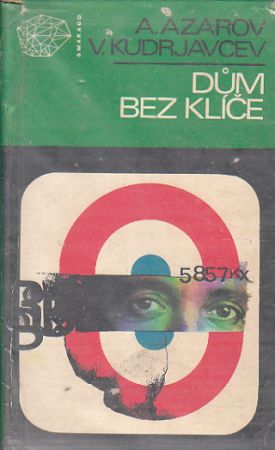 SMARAGD
A. AZAROV
V. KUDRJAVCEV
DŮM
BEZ KLÍČE
5857KX